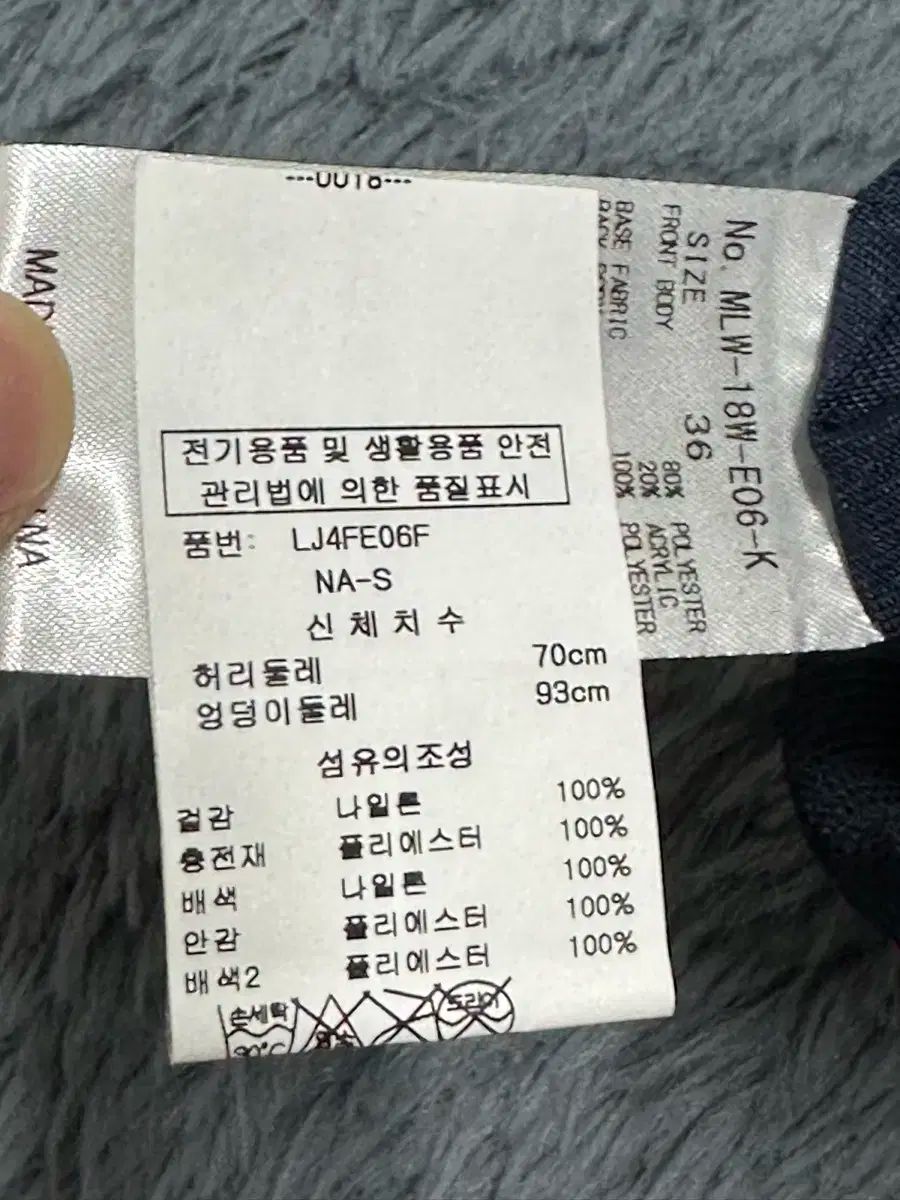 전기용품 및 생활용품 안전
관리법에 의한 품질표시
품번: LJ4FE06F
NA-S
신체치수
허리둘레 70cm
엉덩이둘레 93cm
섬유의조성
겉감 나일론 100%
충전재 폴리에스터 100%
배색 나일론 100%
안감 폴리에스터 100%
배색2 폴리에스터 100%
손세탁
드라이
No. MLW-18W-E06-K
SIZE 36
FRONT BODY 80% POLYESTER
20% ACRYLIC
BASE FABRIC 100% POLYESTER